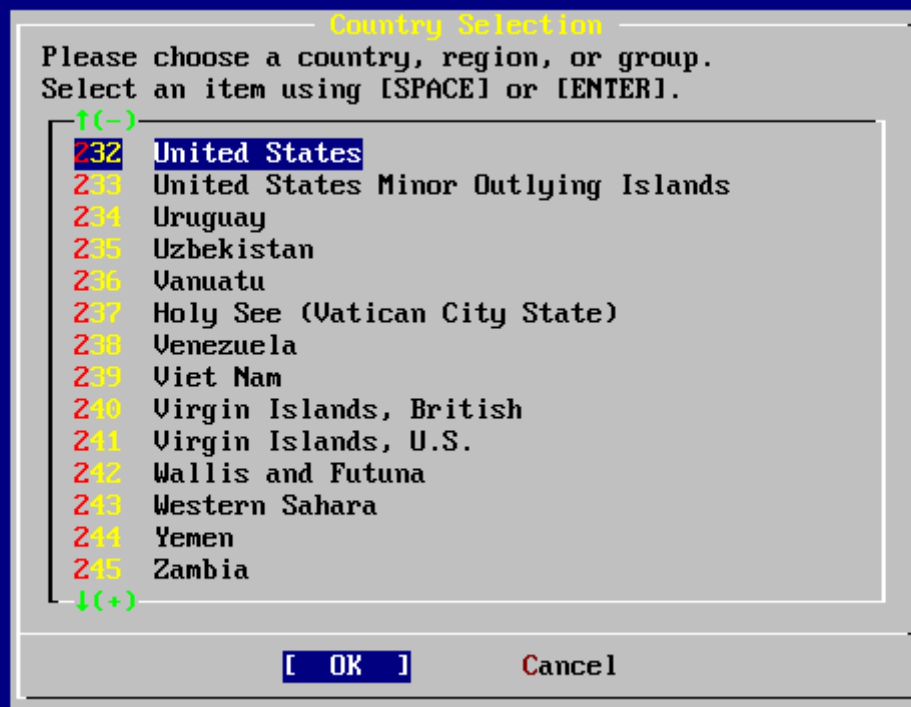 Country Selection
Please choose a country, region, or group.
Select an item using [SPACE] or [ENTER].
↑(-)
232 United States
233 United States Minor Outlying Islands
234 Uruguay
235 Uzbekistan
236 Vanuatu
237 Holy See (Vatican City State)
238 Venezuela
239 Viet Nam
240 Virgin Islands, British
241 Virgin Islands, U.S.
242 Wallis and Futuna
243 Western Sahara
244 Yemen
245 Zambia
↓(+)
[ OK ] Cancel